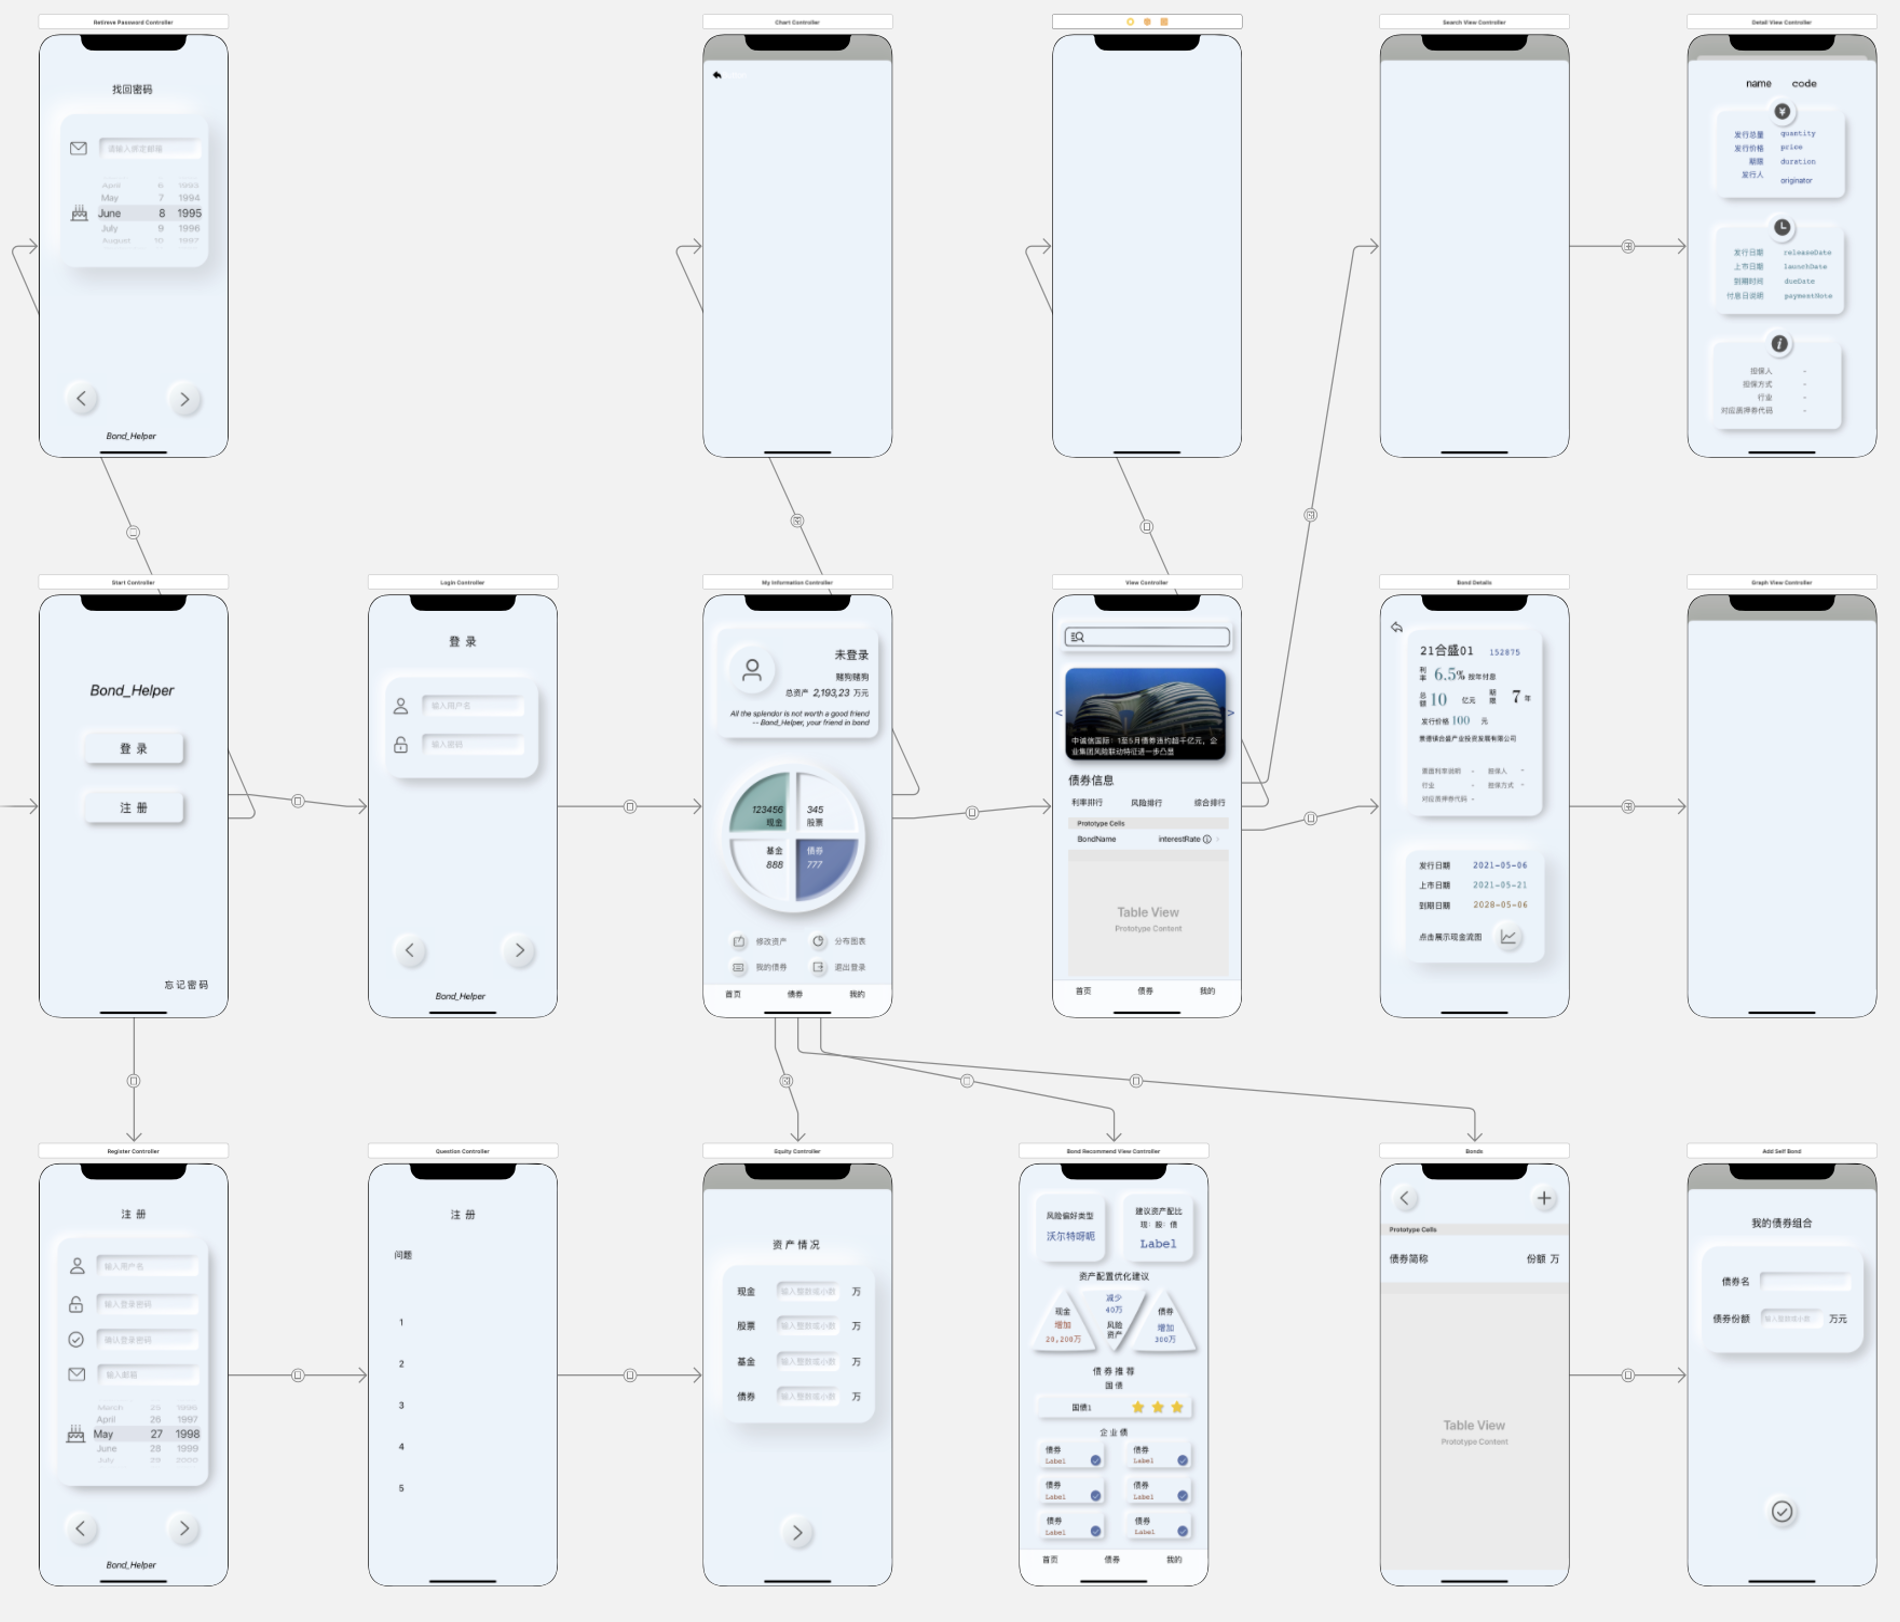 Retireve Password Controller
找回密码
请输入绑定邮箱
April 6 1993
May 7 1994
June 8 1995
July 9 1996
August 10 1997
Bond_Helper
Chart Controller
Search View Controller
Detail View Controller
name code
发行总量 quantity
发行价格 price
期限 duration
发行人 originator
发行日期 releaseDate
上市日期 launchDate
到期时间 dueDate
付息日说明 paymentNote
担保人 -
担保方式 -
行业 -
对应质押券代码 -
Start Controller
Bond_Helper
登 录
注 册
忘记密码
Login Controller
登 录
输入用户名
输入密码
Bond_Helper
My Information Controller
未登录
赌狗赌狗
总资产 2,193,23 万元
All the splendor is not worth a good friend
-- Bond_Helper, your friend in bond
123456
现金
345
股票
基金
888
债券
777
修改资产
分布图表
我的债券
退出登录
首页 债券 我的
View Controller
中诚信国际：1至5月债券违约超千亿元，企
业集团风险联动特征进一步凸显
债券信息
利率排行 风险排行 综合排行
Prototype Cells
BondName interestRate
Table View
Prototype Content
首页 债券 我的
Bond Details
21合盛01 152875
利率 6.5% 按年付息
总额 10 亿元 期限 7 年
发行价格 100 元
景德镇合盛产业投资发展有限公司
票面利率说明 - 担保人 -
行业 - 担保方式 -
对应质押券代码 -
发行日期 2021-05-06
上市日期 2021-05-21
到期日期 2028-05-06
点击展示现金流图
Graph View Controller
Register Controller
注 册
输入用户名
输入登录密码
确认登录密码
输入邮箱
March 25 1996
April 26 1997
May 27 1998
June 28 1999
July 29 2000
Bond_Helper
Question Controller
注 册
问题
1
2
3
4
5
Equity Controller
资产情况
现金 输入整数或小数 万
股票 输入整数或小数 万
基金 输入整数或小数 万
债券 输入整数或小数 万
Bond Recommend View Controller
风险偏好类型
沃尔特呀呃
建议资产配比
现：股：债
Label
资产配置优化建议
现金
增加
20,200万
减少
40万
风险
资产
债券
增加
300万
债券推荐
国债
国债1
企业债
债券
Label
债券
Label
债券
Label
债券
Label
债券
Label
债券
Label
首页 债券 我的
Bonds
Prototype Cells
债券简称 份额 万
Table View
Prototype Content
Add Self Bond
我的债券组合
债券名
债券份额 输入整数或小数 万元